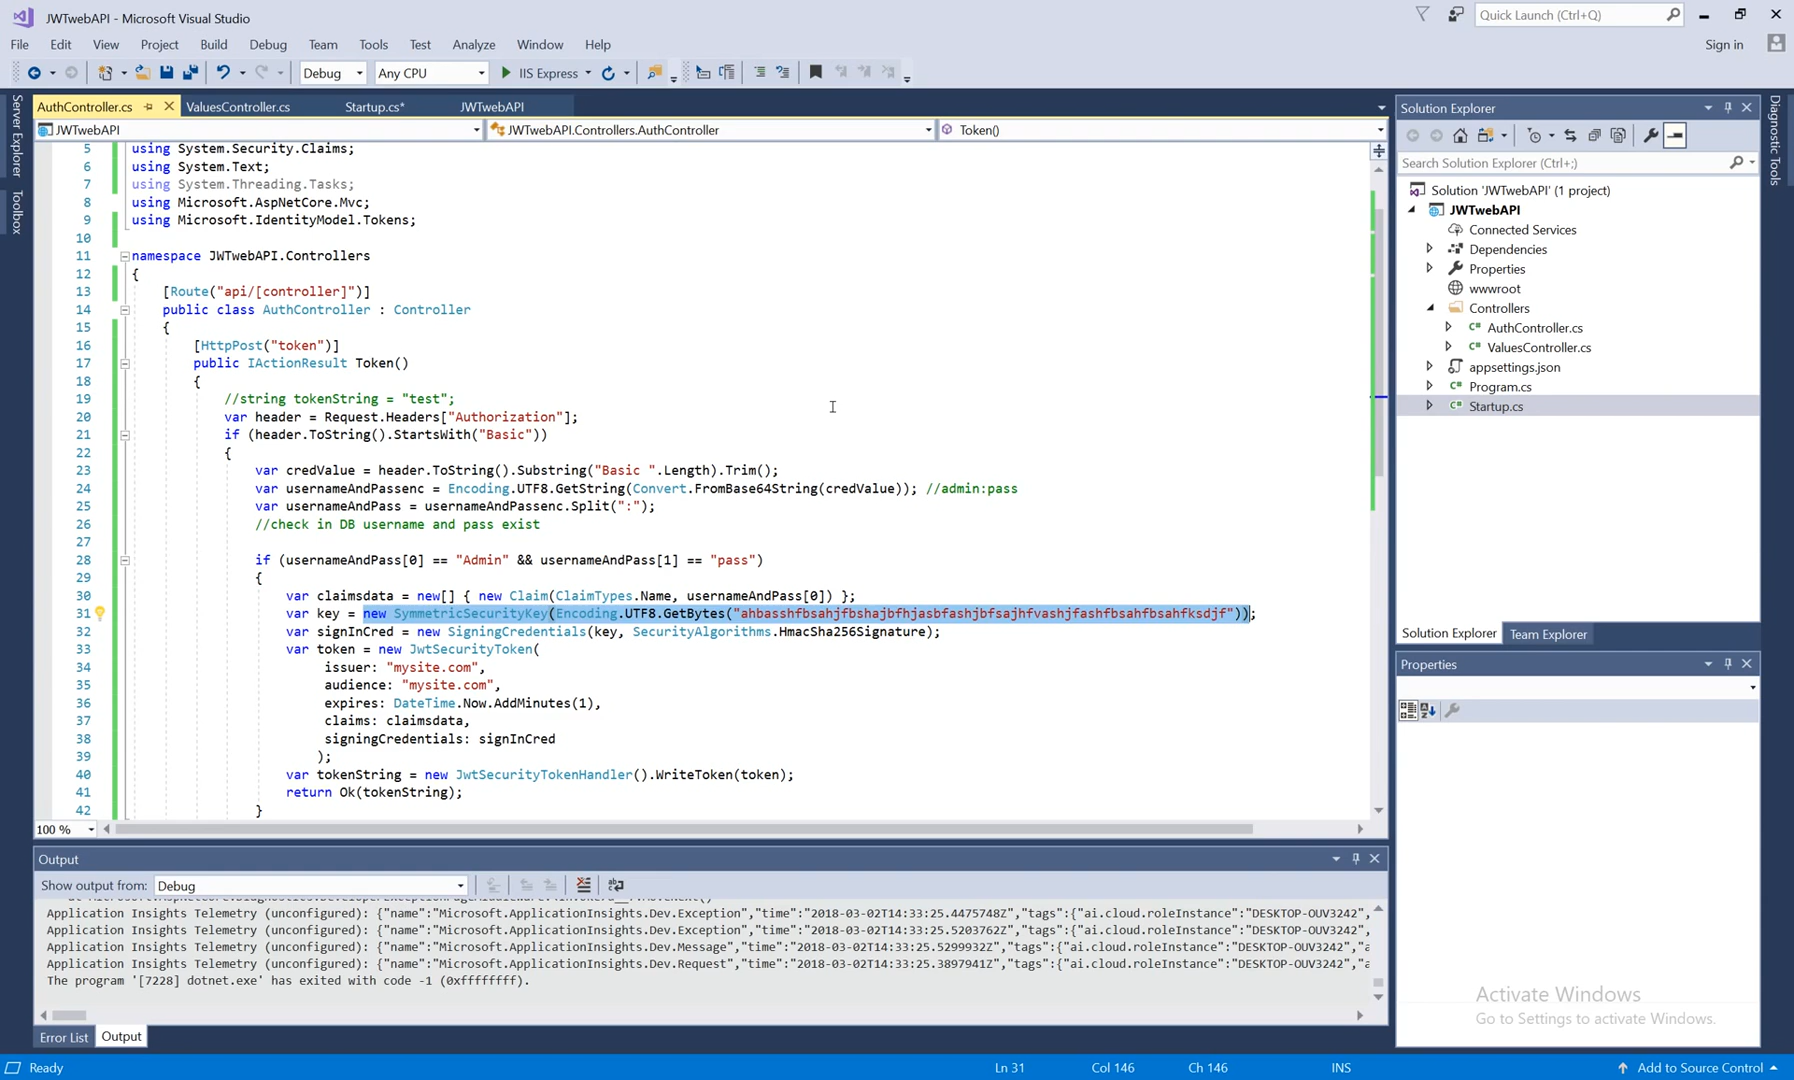 JWTwebAPI - Microsoft Visual Studio
Quick Launch (Ctrl+Q)
File Edit View Project Build Debug Team Tools Test Analyze Window Help
Sign in
Debug Any CPU IIS Express
Server Explorer
Toolbox
AuthController.cs ValuesController.cs Startup.cs* JWTwebAPI
JWTwebAPI JWTwebAPI.Controllers.AuthController Token()
5 using System.Security.Claims;
6 using System.Text;
7 using System.Threading.Tasks;
8 using Microsoft.AspNetCore.Mvc;
9 using Microsoft.IdentityModel.Tokens;
10
11 namespace JWTwebAPI.Controllers
12 {
13 [Route("api/[controller]")]
14 public class AuthController : Controller
15 {
16 [HttpPost("token")]
17 public IActionResult Token()
18 {
19 //string tokenString = "test";
20 var header = Request.Headers["Authorization"];
21 if (header.ToString().StartsWith("Basic"))
22 {
23 var credValue = header.ToString().Substring("Basic ".Length).Trim();
24 var usernameAndPassenc = Encoding.UTF8.GetString(Convert.FromBase64String(credValue)); //admin:pass
25 var usernameAndPass = usernameAndPassenc.Split(":");
26 //check in DB username and pass exist
27
28 if (usernameAndPass[0] == "Admin" && usernameAndPass[1] == "pass")
29 {
30 var claimsdata = new[] { new Claim(ClaimTypes.Name, usernameAndPass[0]) };
31 var key = new SymmetricSecurityKey(Encoding.UTF8.GetBytes("ahbasshfbsahjfbshajbfhjasbfashjbfsajhfvashjfashfbsahfbsahfksdjf"));
32 var signInCred = new SigningCredentials(key, SecurityAlgorithms.HmacSha256Signature);
33 var token = new JwtSecurityToken(
34 issuer: "mysite.com",
35 audience: "mysite.com",
36 expires: DateTime.Now.AddMinutes(1),
37 claims: claimsdata,
38 signingCredentials: signInCred
39 );
40 var tokenString = new JwtSecurityTokenHandler().WriteToken(token);
41 return Ok(tokenString);
42 }
100 %
Output
Show output from: Debug
Application Insights Telemetry (unconfigured): {"name":"Microsoft.ApplicationInsights.Dev.Exception","time":"2018-03-02T14:33:25.4475748Z","tags":{"ai.cloud.roleInstance":"DESKTOP-OUV3242",
Application Insights Telemetry (unconfigured): {"name":"Microsoft.ApplicationInsights.Dev.Exception","time":"2018-03-02T14:33:25.5203762Z","tags":{"ai.cloud.roleInstance":"DESKTOP-OUV3242",
Application Insights Telemetry (unconfigured): {"name":"Microsoft.ApplicationInsights.Dev.Message","time":"2018-03-02T14:33:25.5299932Z","tags":{"ai.cloud.roleInstance":"DESKTOP-OUV3242","a
Application Insights Telemetry (unconfigured): {"name":"Microsoft.ApplicationInsights.Dev.Request","time":"2018-03-02T14:33:25.3897941Z","tags":{"ai.cloud.roleInstance":"DESKTOP-OUV3242","a
The program '[7228] dotnet.exe' has exited with code -1 (0xffffffff).
Error List Output
Solution Explorer
Search Solution Explorer (Ctrl+;)
Solution 'JWTwebAPI' (1 project)
JWTwebAPI
Connected Services
Dependencies
Properties
wwwroot
Controllers
C# AuthController.cs
C# ValuesController.cs
appsettings.json
C# Program.cs
C# Startup.cs
Solution Explorer Team Explorer
Properties
Diagnostic Tools
Activate Windows
Go to Settings to activate Windows.
Ready Ln 31 Col 146 Ch 146 INS Add to Source Control